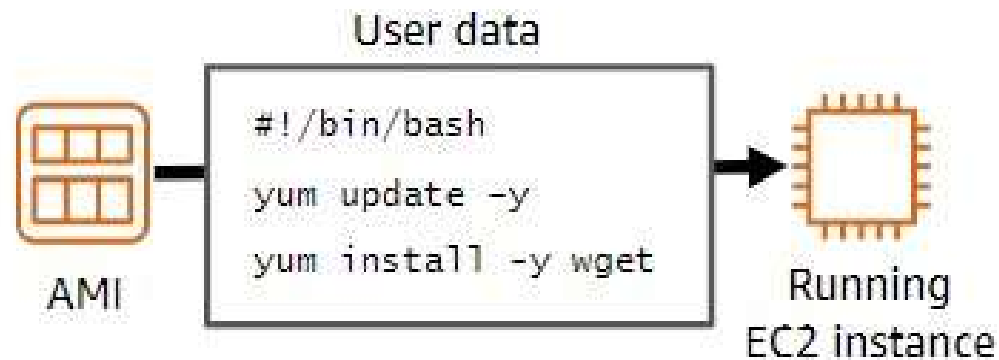 User data
#!/bin/bash
yum update -y
yum install -y wget
AMI
Running
EC2 instance